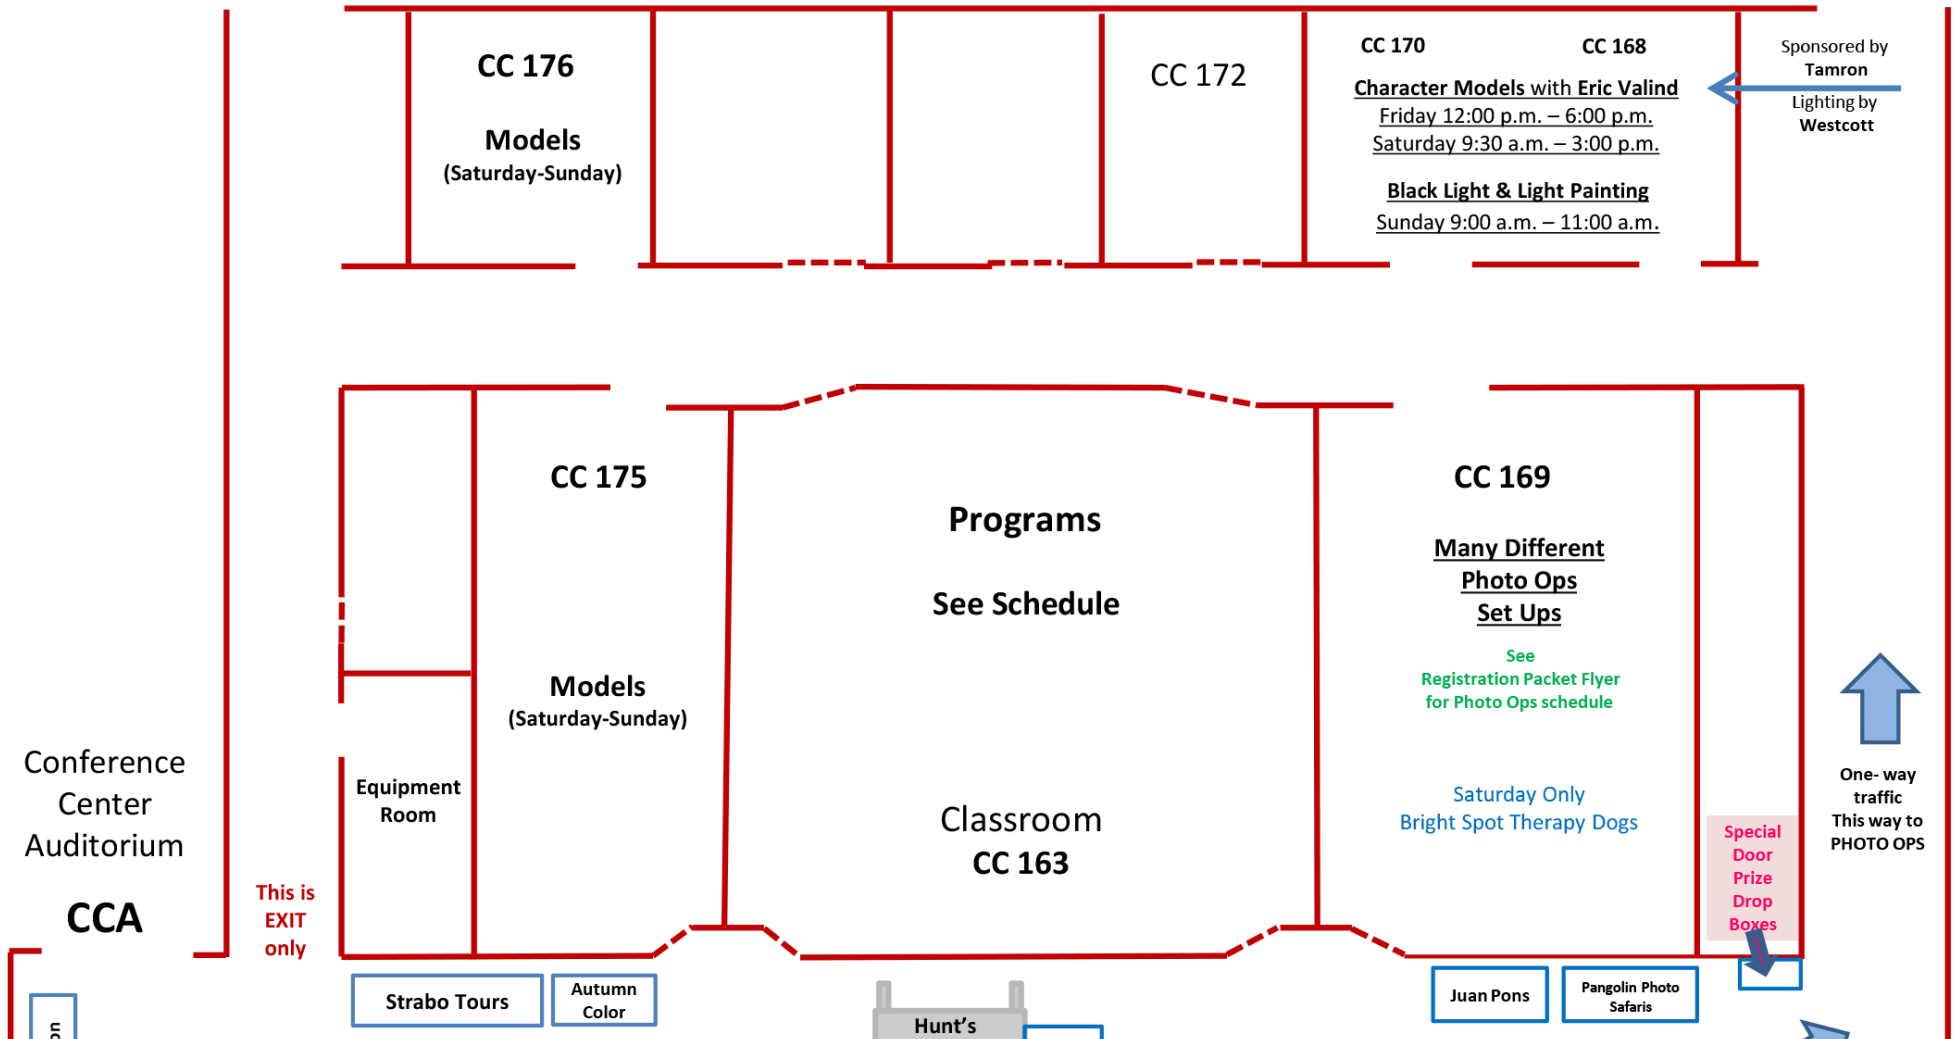 CC 176
Models
(Saturday-Sunday)
CC 172
CC 170
CC 168
Character Models with Eric Valind
Friday 12:00 p.m. – 6:00 p.m.
Saturday 9:30 a.m. – 3:00 p.m.
Black Light & Light Painting
Sunday 9:00 a.m. – 11:00 a.m.
Sponsored by
Tamron
Lighting by
Westcott
CC 175
Models
(Saturday-Sunday)
Programs
See Schedule
Classroom
CC 163
CC 169
Many Different
Photo Ops
Set Ups
See
Registration Packet Flyer
for Photo Ops schedule
Saturday Only
Bright Spot Therapy Dogs
One- way
traffic
This way to
PHOTO OPS
Special
Door
Prize
Drop
Boxes
Equipment
Room
Conference
Center
Auditorium
CCA
This is
EXIT
only
Strabo Tours
Autumn
Color
Hunt’s
Juan Pons
Pangolin Photo
Safaris